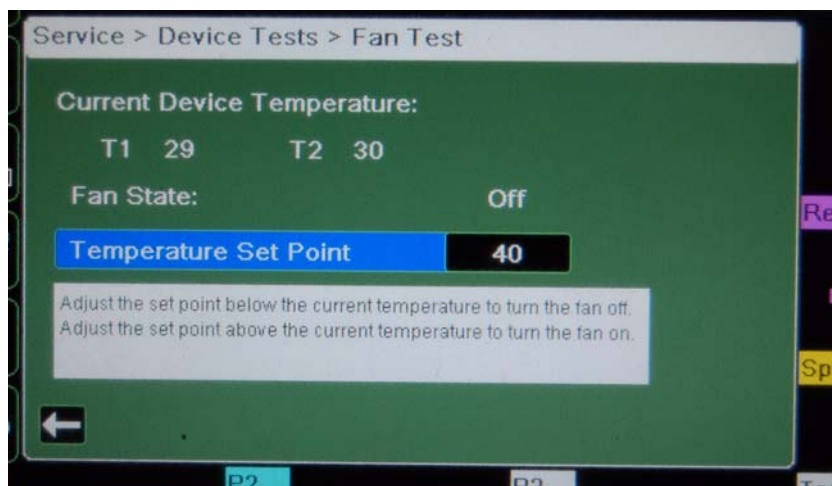 Service > Device Tests > Fan Test
Current Device Temperature:
T1 29 T2 30
Fan State: Off
Re
Temperature Set Point 40
Adjust the set point below the current temperature to turn the fan off.
Adjust the set point above the current temperature to turn the fan on.
Sp